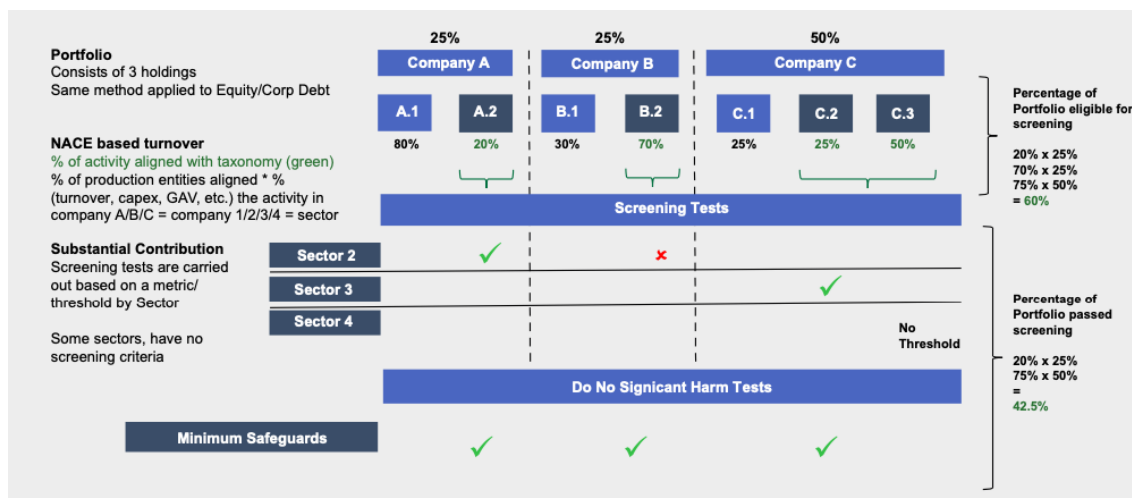 25%
25%
50%
Portfolio
Consists of 3 holdings
Same method applied to Equity/Corp Debt
Company A
Company B
Company C
A.1
A.2
B.1
B.2
C.1
C.2
C.3
80%
20%
30%
70%
25%
25%
50%
NACE based turnover
% of activity aligned with taxonomy (green)
% of production entities aligned * %
(turnover, capex, GAV, etc.) the activity in
company A/B/C = company 1/2/3/4 = sector
Percentage of
Portfolio eligible for
screening
20% x 25%
70% x 25%
75% x 50%
= 60%
Screening Tests
Substantial Contribution
Screening tests are carried
out based on a metric/
threshold by Sector
Some sectors, have no
screening criteria
Sector 2
Sector 3
Sector 4
No
Threshold
Percentage of
Portfolio passed
screening
20% x 25%
75% x 50%
=
42.5%
Do No Signicant Harm Tests
Minimum Safeguards